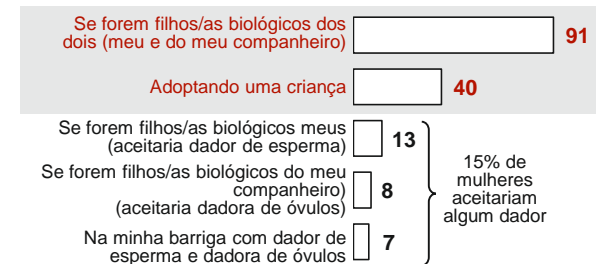 Se forem filhos/as biológicos dos
dois (meu e do meu companheiro)
91
Adoptando uma criança
40
Se forem filhos/as biológicos meus
(aceitaria dador de esperma)
13
Se forem filhos/as biológicos do meu
companheiro)
(aceitaria dadora de óvulos)
8
Na minha barriga com dador de
esperma e dadora de óvulos
7
15% de
mulheres
aceitariam
algum dador